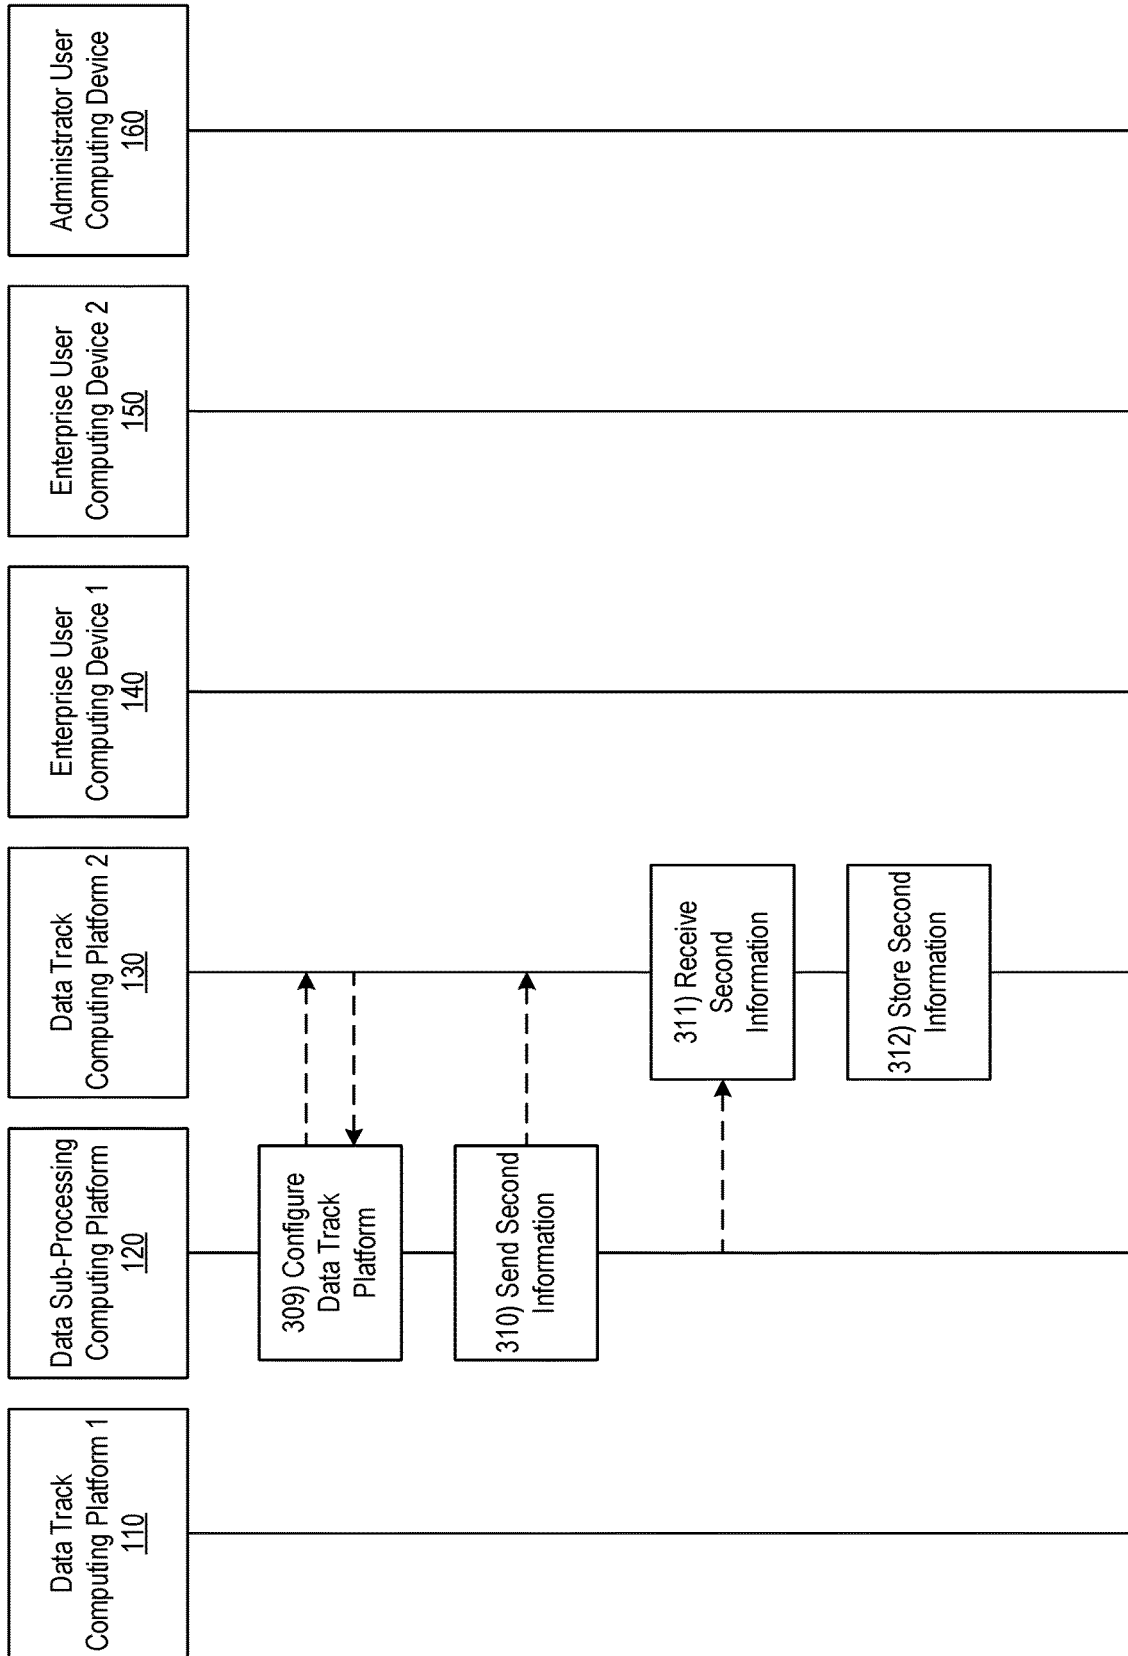 Data Track
Computing Platform 1
110
Data Sub-Processing
Computing Platform
120
Data Track
Computing Platform 2
130
Enterprise User
Computing Device 1
140
Enterprise User
Computing Device 2
150
Administrator User
Computing Device
160
309) Configure
Data Track
Platform
310) Send Second
Information
311) Receive
Second
Information
312) Store Second
Information